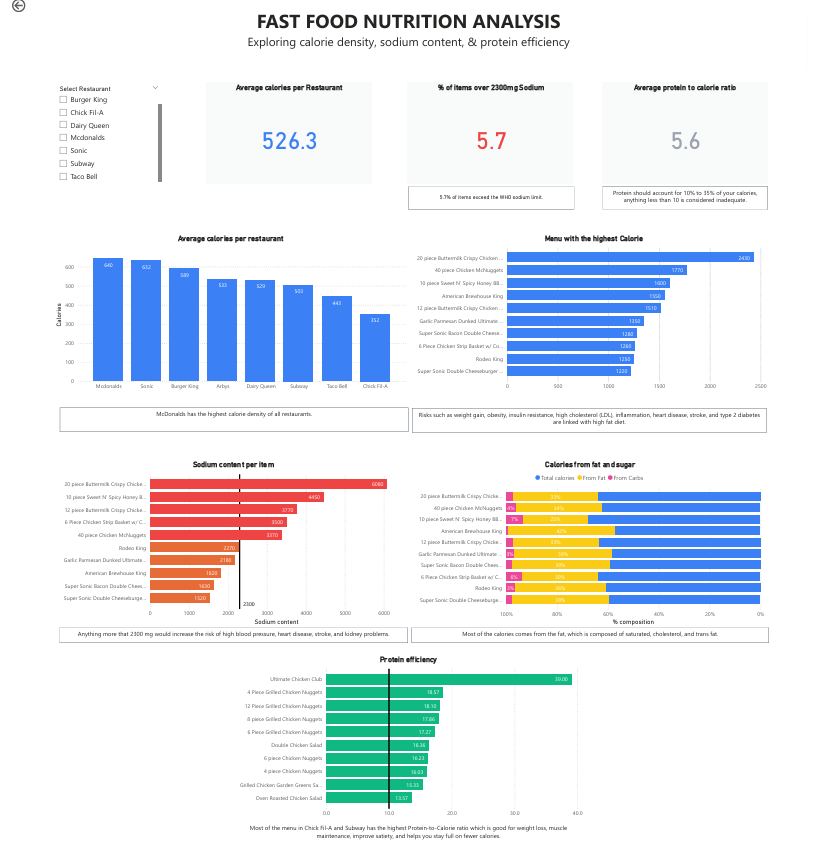 FAST FOOD NUTRITION ANALYSIS
Exploring calorie density, sodium content, & protein efficiency
Select Restaurant
Burger King
Chick Fil-A
Dairy Queen
Mcdonalds
Sonic
Subway
Taco Bell
Average calories per Restaurant
526.3
% of items over 2300mg Sodium
5.7
5.7% of items exceed the WHO sodium limit.
Average protein to calorie ratio
5.6
Protein should account for 10% to 35% of your calories,
anything less than 10 is considered inadequate.
Average calories per restaurant
Calories
600
500
400
300
200
100
0
640
632
589
533
529
503
443
352
Mcdonalds
Sonic
Burger King
Arbys
Dairy Queen
Subway
Taco Bell
Chick Fil-A
McDonalds has the highest calorie density of all restaurants.
Menu with the highest Calorie
20 piece Buttermilk Crispy Chicken ... 2430
40 piece Chicken McNuggets 1770
10 piece Sweet N' Spicy Honey BB... 1600
American Brewhouse King 1550
12 piece Buttermilk Crispy Chicken ... 1510
Garlic Parmesan Dunked Ultimate ... 1350
Super Sonic Bacon Double Cheese... 1280
6 Piece Chicken Strip Basket w/ Co... 1260
Rodeo King 1250
Super Sonic Double Cheeseburger ... 1220
0 500 1000 1500 2000 2500
Risks such as weight gain, obesity, insulin resistance, high cholesterol (LDL), inflammation, heart disease, stroke, and type 2 diabetes
are linked with high fat diet.
Sodium content per item
20 piece Buttermilk Crispy Chicke... 6080
10 piece Sweet N' Spicy Honey B... 4450
12 piece Buttermilk Crispy Chicke... 3770
6 Piece Chicken Strip Basket w/ C... 3500
40 piece Chicken McNuggets 3370
Rodeo King 2270
Garlic Parmesan Dunked Ultimate... 2180
American Brewhouse King 1820
Super Sonic Bacon Double Chees... 1630
Super Sonic Double Cheeseburge... 1520
2300
0 1000 2000 3000 4000 5000 6000
Sodium content
Anything more that 2300 mg would increase the risk of high blood pressure, heart disease, stroke, and kidney problems.
Calories from fat and sugar
Total calories From Fat From Carbs
20 piece Buttermilk Crispy Chicke... 33%
40 piece Chicken McNuggets 4%
10 piece Sweet N' Spicy Honey BB... 7% 25%
American Brewhouse King 42%
12 piece Buttermilk Crispy Chicke... 33%
Garlic Parmesan Dunked Ultimate... 3%
Super Sonic Bacon Double Chees...
6 Piece Chicken Strip Basket w/ C... 6% 30%
Rodeo King 3%
Super Sonic Double Cheeseburge...
100% 80% 60% 40% 20% 0%
% composition
Most of the calories comes from the fat, which is composed of saturated, cholesterol, and trans fat.
Protein efficiency
Ultimate Chicken Club 39.00
4 Piece Grilled Chicken Nuggets 18.57
12 Piece Grilled Chicken Nuggets 18.10
8 piece Grilled Chicken Nuggets 17.86
6 Piece Grilled Chicken Nuggets 17.27
Double Chicken Salad 16.36
6 piece Chicken Nuggets 16.23
4 piece Chicken Nuggets 16.03
Grilled Chicken Garden Greens Sa... 15.33
Oven Roasted Chicken Salad 13.57
0.0 10.0 20.0 30.0 40.0
Most of the menu in Chick Fil-A and Subway has the highest Protein-to-Calorie ratio which is good for weight loss, muscle
maintenance, improve satiety, and helps you stay full on fewer calories.